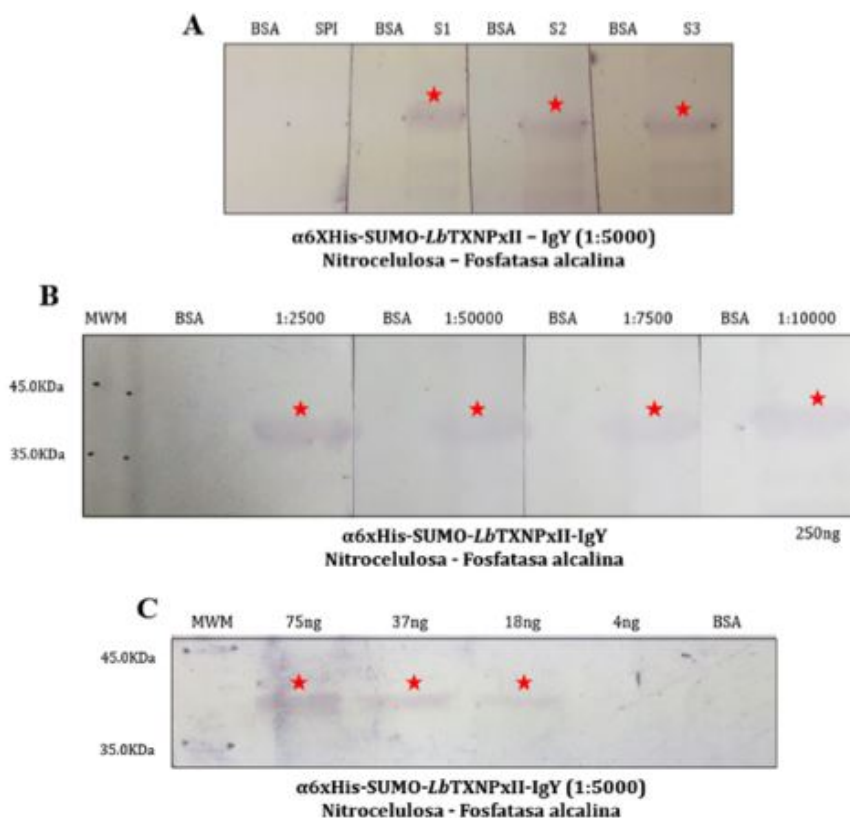 A
BSA SPI BSA S1 BSA S2 BSA S3
α6XHis-SUMO-LbTXNPxII – IgY (1:5000)
Nitrocelulosa – Fosfatasa alcalina
B
MWM BSA 1:2500 BSA 1:50000 BSA 1:7500 BSA 1:10000
45.0KDa
35.0KDa
α6xHis-SUMO-LbTXNPxII-IgY
250ng
Nitrocelulosa - Fosfatasa alcalina
C
MWM 75ng 37ng 18ng 4ng BSA
45.0KDa
35.0KDa
α6xHis-SUMO-LbTXNPxII-IgY (1:5000)
Nitrocelulosa - Fosfatasa alcalina